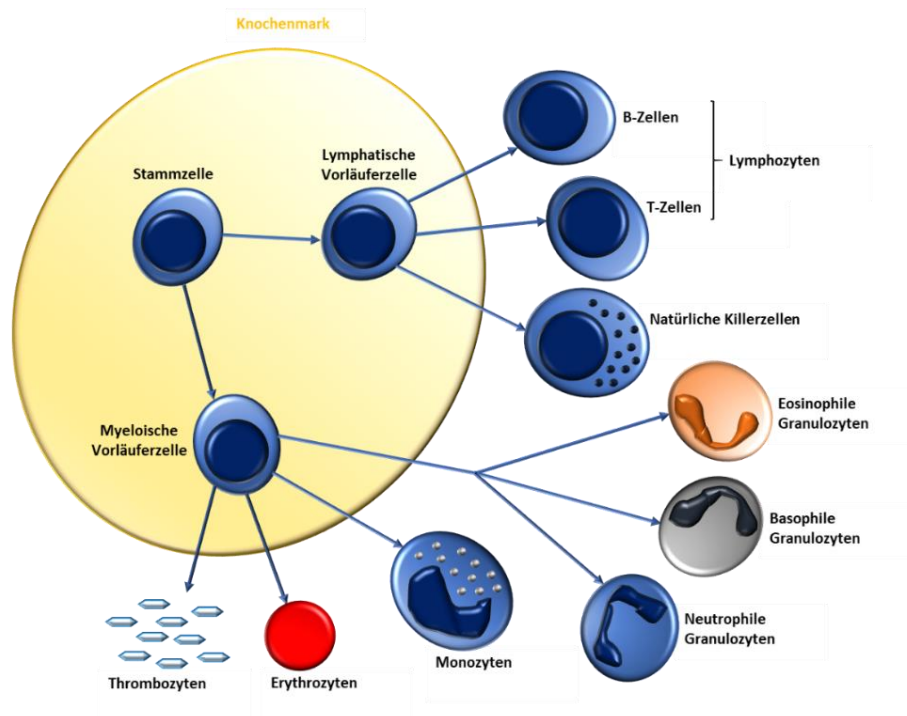 Knochenmark
Stammzelle
Lymphatische
Vorläuferzelle
B-Zellen
Lymphozyten
T-Zellen
Natürliche Killerzellen
Eosinophile
Granulozyten
Myeloische
Vorläuferzelle
Basophile
Granulozyten
Neutrophile
Granulozyten
Monozyten
Thrombozyten
Erythrozyten